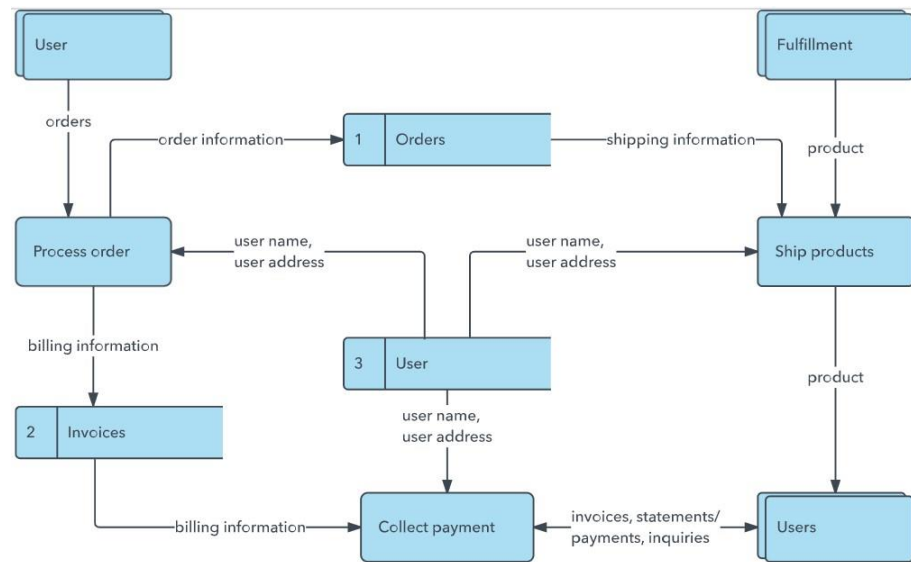 User
Fulfillment
orders
order information
1 Orders
shipping information
product
Process order
user name,
user address
user name,
user address
Ship products
billing information
3 User
product
2 Invoices
user name,
user address
billing information
Collect payment
invoices, statements/
payments, inquiries
Users